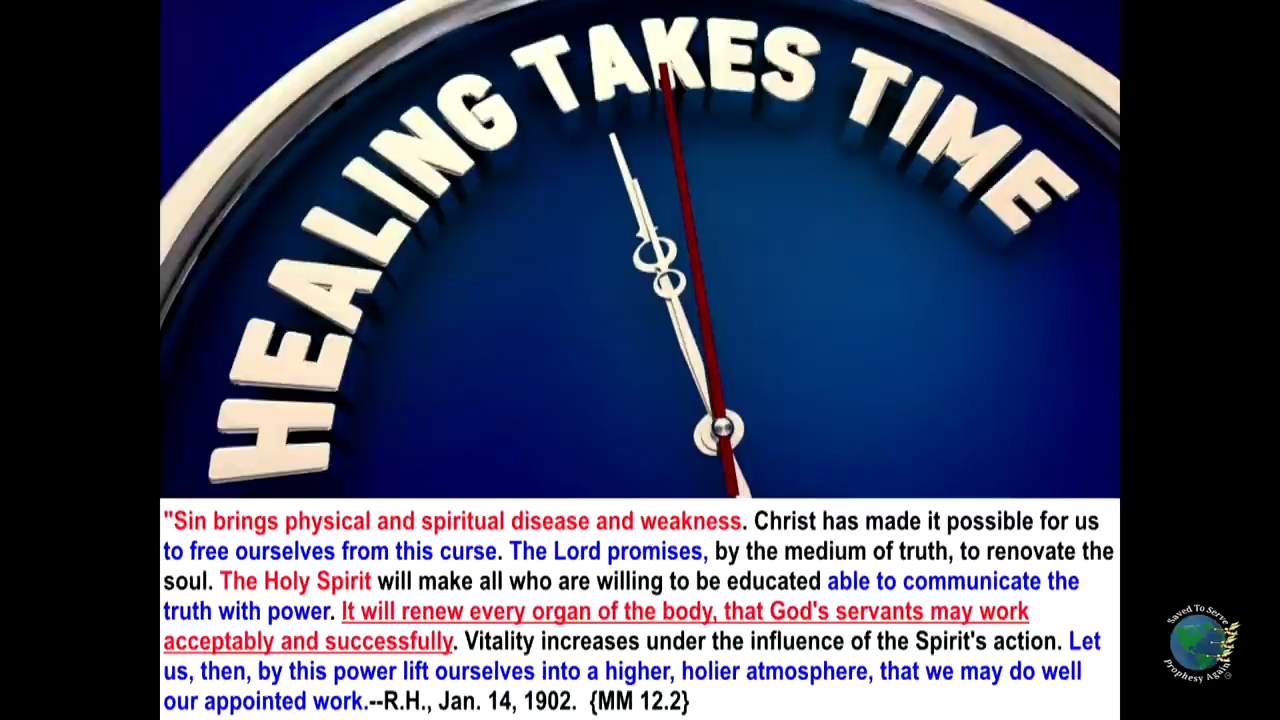 HEALING TAKES TIME
"Sin brings physical and spiritual disease and weakness. Christ has made it possible for us
to free ourselves from this curse. The Lord promises, by the medium of truth, to renovate the
soul. The Holy Spirit will make all who are willing to be educated able to communicate the
truth with power. It will renew every organ of the body, that God's servants may work
acceptably and successfully. Vitality increases under the influence of the Spirit's action. Let
us, then, by this power lift ourselves into a higher, holier atmosphere, that we may do well
our appointed work.--R.H., Jan. 14, 1902. {MM 12.2}
Saved To Serve
Prophesy Again